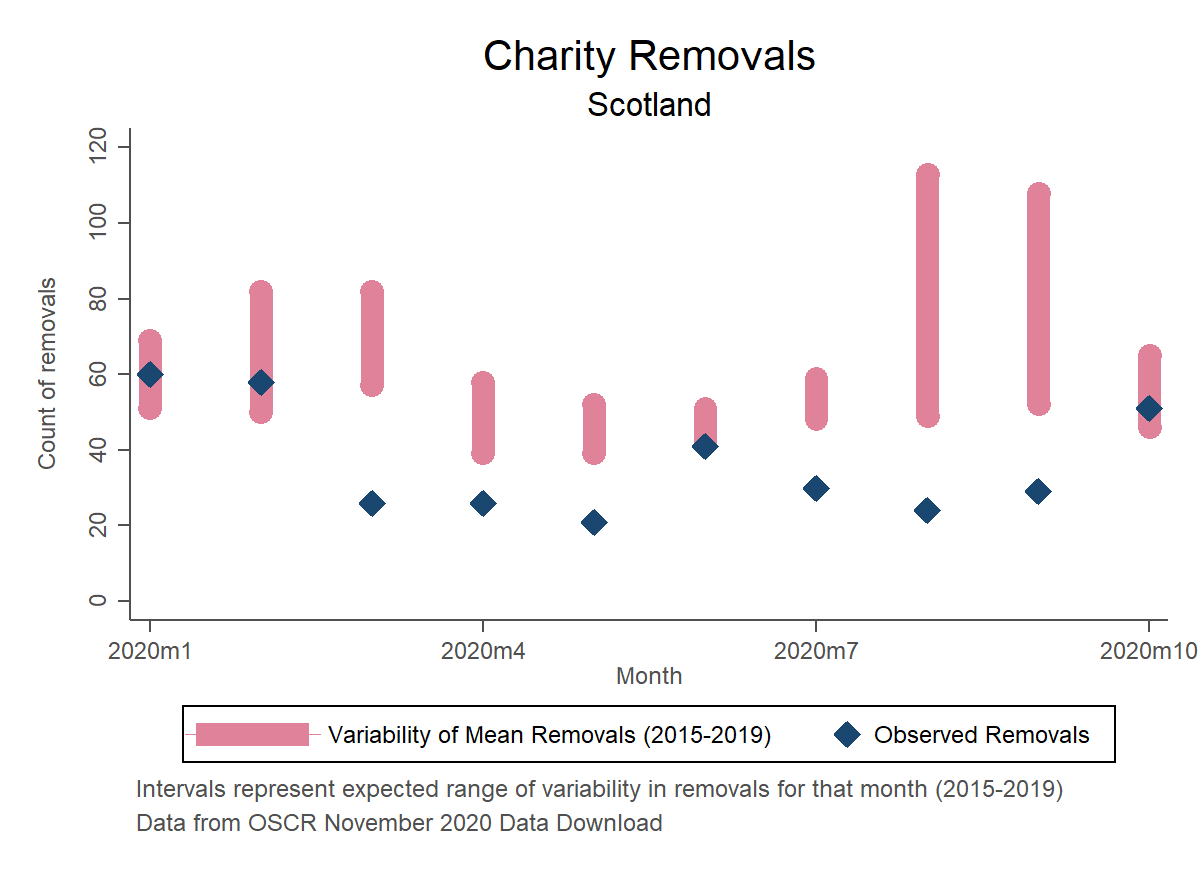 Charity Removals
Scotland
120
100
80
60
40
20
0
Count of removals
2020m1 2020m4 2020m7 2020m10
Month
Variability of Mean Removals (2015-2019) Observed Removals
Intervals represent expected range of variability in removals for that month (2015-2019)
Data from OSCR November 2020 Data Download